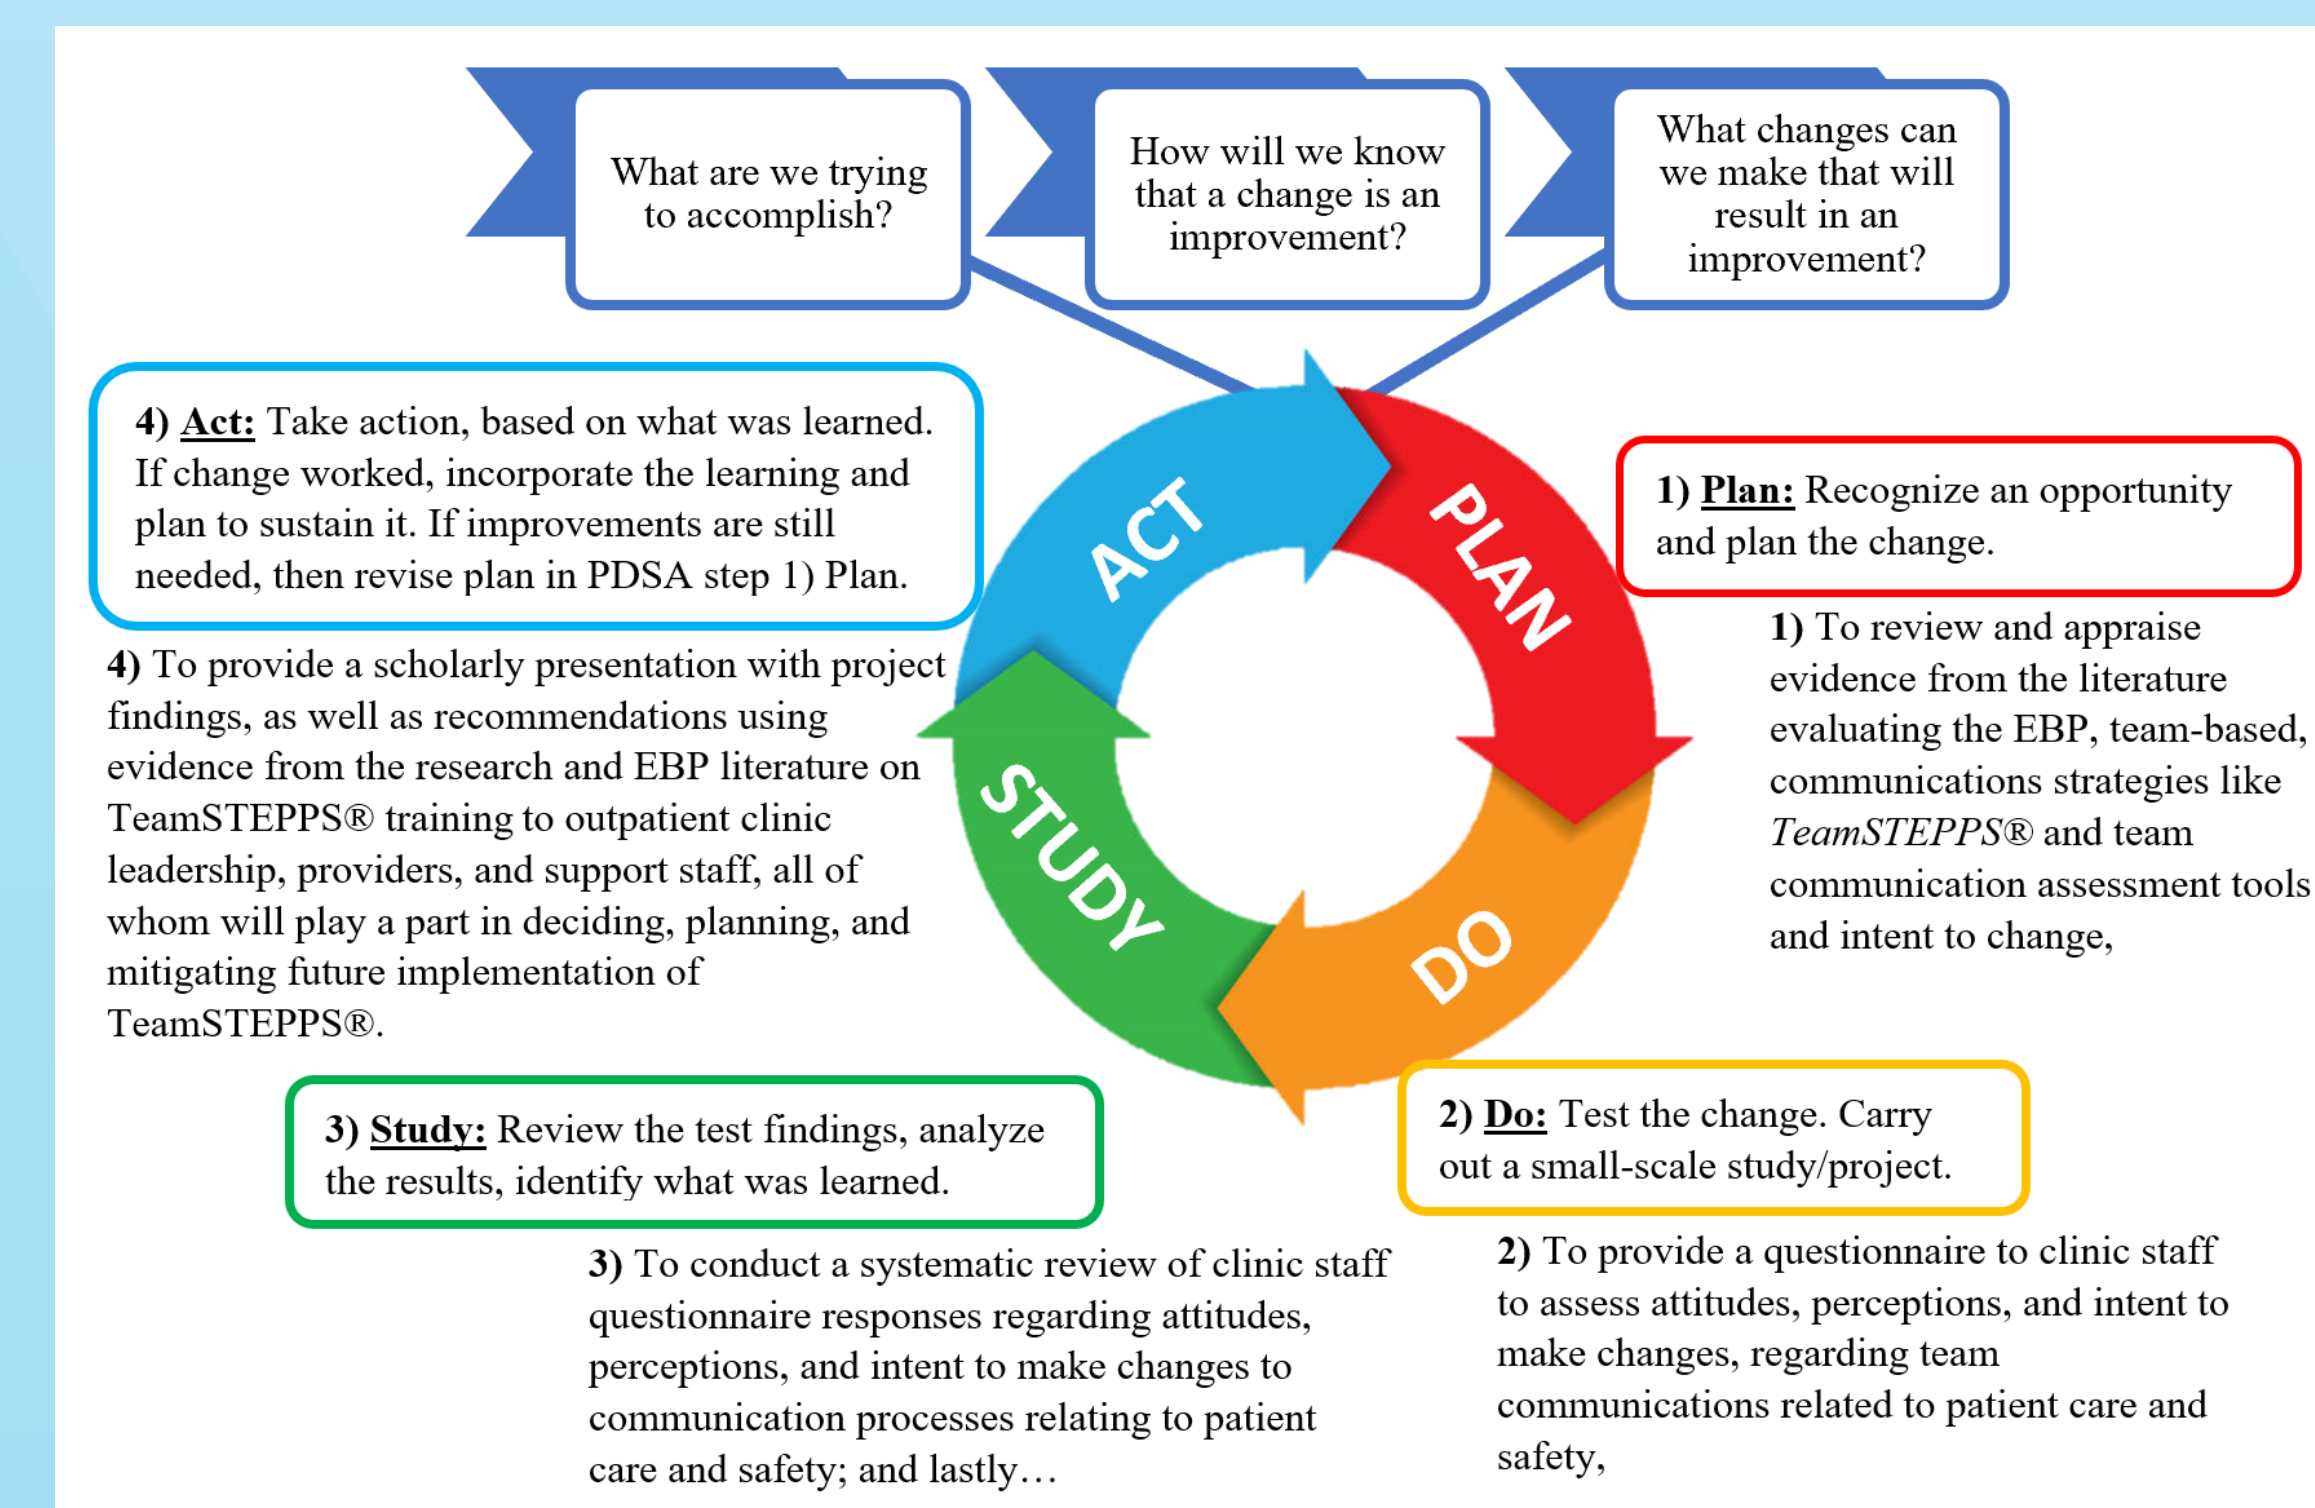 What are we trying
to accomplish?
How will we know
that a change is an
improvement?
What changes can
we make that will
result in an
improvement?
4) Act: Take action, based on what was learned.
If change worked, incorporate the learning and
plan to sustain it. If improvements are still
needed, then revise plan in PDSA step 1) Plan.
4) To provide a scholarly presentation with project
findings, as well as recommendations using
evidence from the research and EBP literature on
TeamSTEPPS® training to outpatient clinic
leadership, providers, and support staff, all of
whom will play a part in deciding, planning, and
mitigating future implementation of
TeamSTEPPS®.
ACT
PLAN
STUDY
DO
1) Plan: Recognize an opportunity
and plan the change.
1) To review and appraise
evidence from the literature
evaluating the EBP, team-based,
communications strategies like
TeamSTEPPS® and team
communication assessment tools
and intent to change,
3) Study: Review the test findings, analyze
the results, identify what was learned.
3) To conduct a systematic review of clinic staff
questionnaire responses regarding attitudes,
perceptions, and intent to make changes to
communication processes relating to patient
care and safety; and lastly…
2) Do: Test the change. Carry
out a small-scale study/project.
2) To provide a questionnaire to clinic staff
to assess attitudes, perceptions, and intent to
make changes, regarding team
communications related to patient care and
safety,